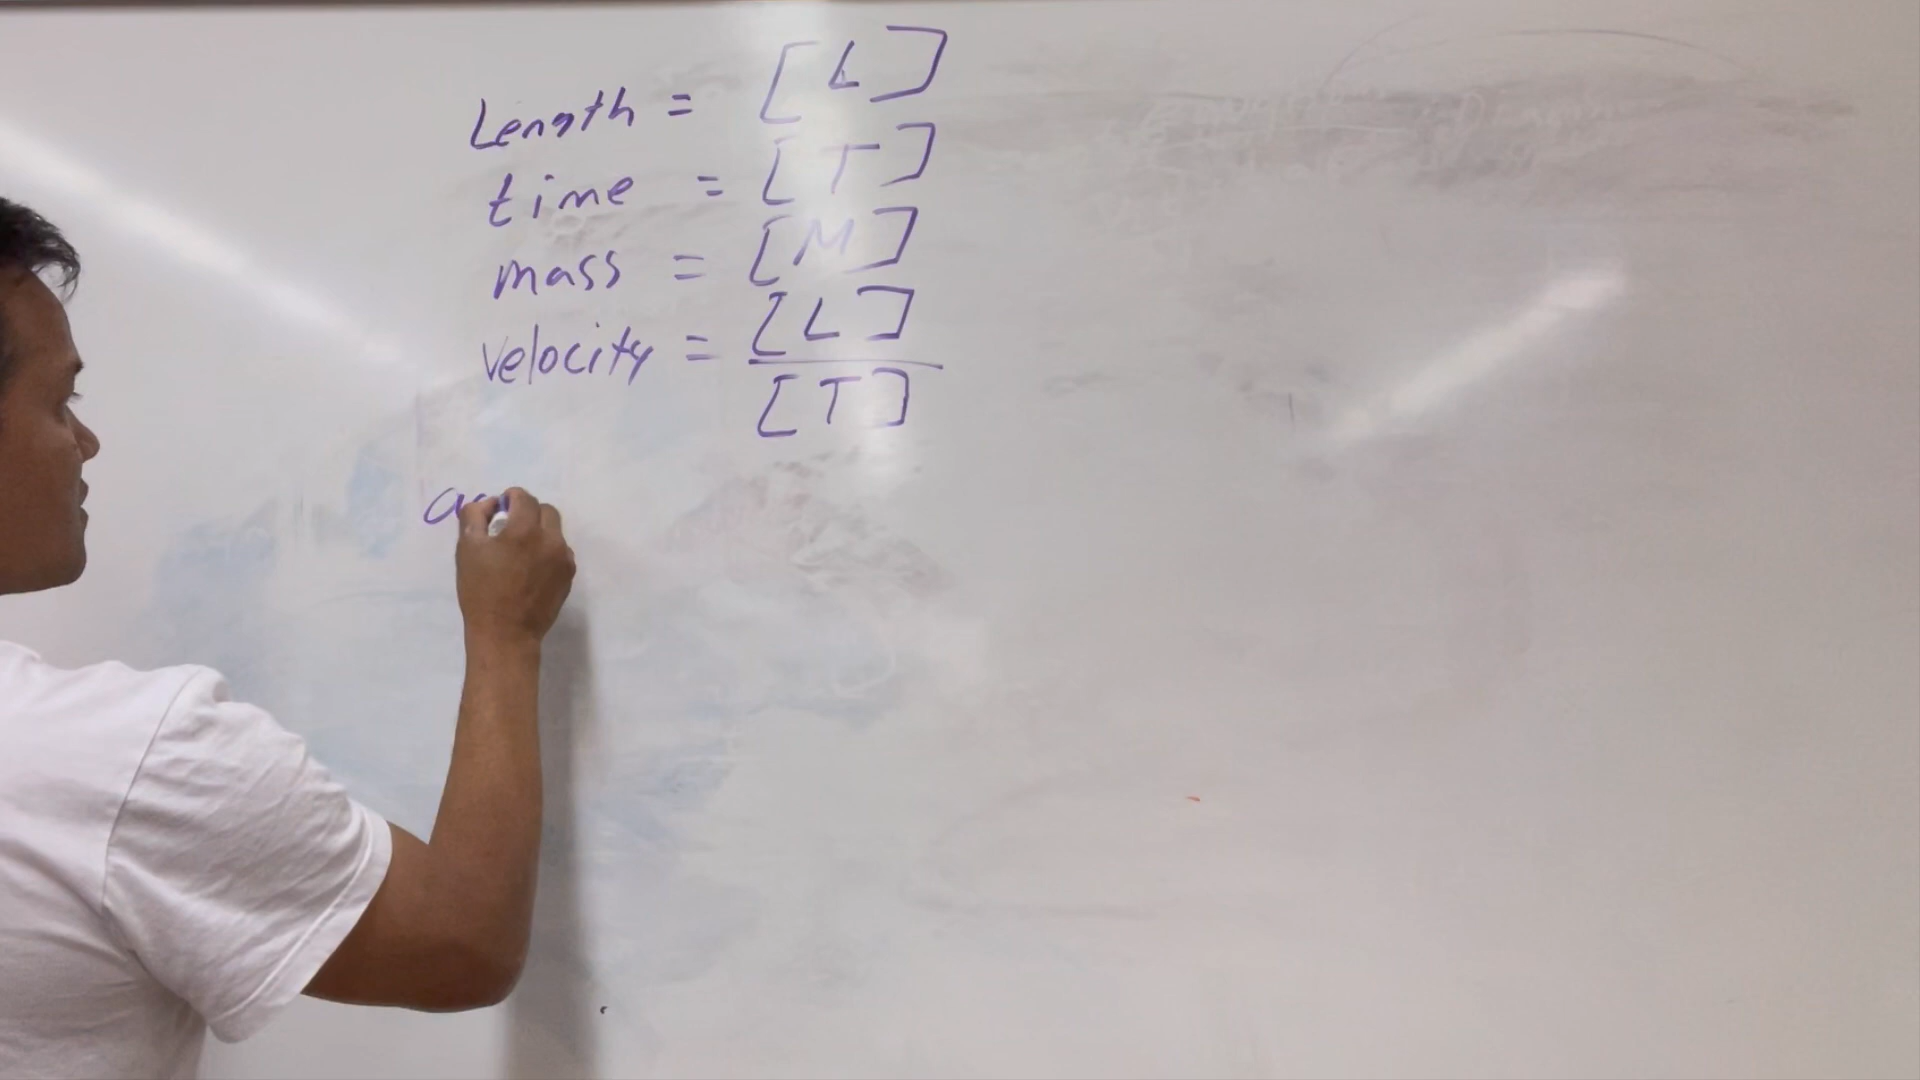 Length = [L]
time = [T]
mass = [M]
velocity = [L]
[T]